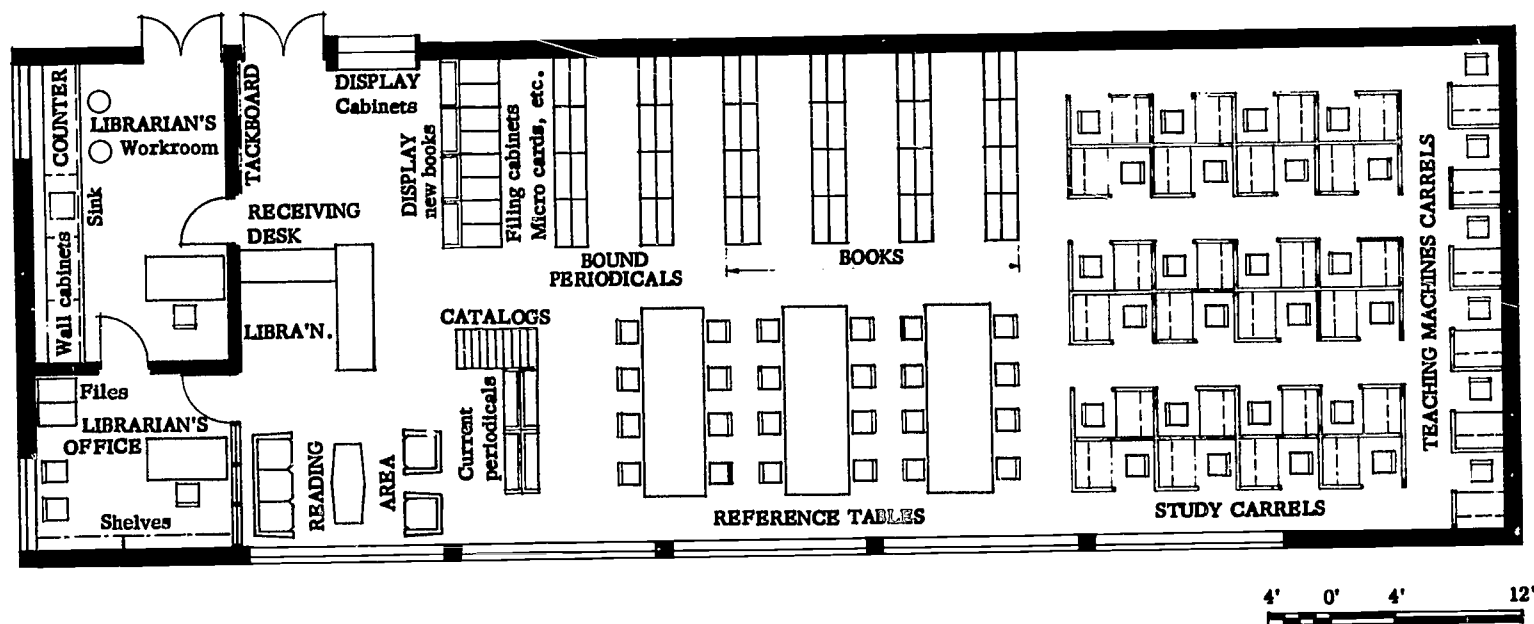 COUNTER
LIBRARIAN'S
Workroom
Sink
Wall cabinets
TACKBOARD
DISPLAY
Cabinets
RECEIVING
DESK
LIBRA'N.
DISPLAY
new books
Filing cabinets
Micro cards, etc.
BOUND
PERIODICALS
BOOKS
CATALOGS
Current
periodicals
Files
LIBRARIAN'S
OFFICE
Shelves
READING
AREA
REFERENCE TABLES
STUDY CARRELS
TEACHING MACHINES CARRELS
4' 0' 4' 12'